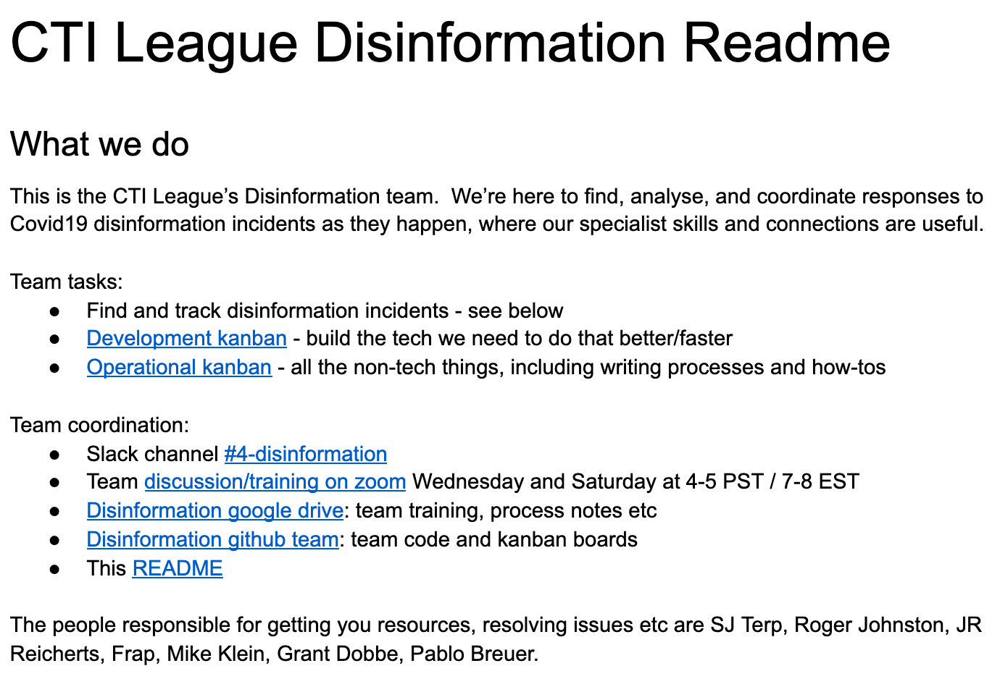 CTI League Disinformation Readme
What we do
This is the CTI League’s Disinformation team.  We’re here to find, analyse, and coordinate responses to
Covid19 disinformation incidents as they happen, where our specialist skills and connections are useful.
Team tasks:
● Find and track disinformation incidents - see below
● Development kanban - build the tech we need to do that better/faster
● Operational kanban - all the non-tech things, including writing processes and how-tos
Team coordination:
● Slack channel #4-disinformation
● Team discussion/training on zoom Wednesday and Saturday at 4-5 PST / 7-8 EST
● Disinformation google drive: team training, process notes etc
● Disinformation github team: team code and kanban boards
● This README
The people responsible for getting you resources, resolving issues etc are SJ Terp, Roger Johnston, JR
Reicherts, Frap, Mike Klein, Grant Dobbe, Pablo Breuer.